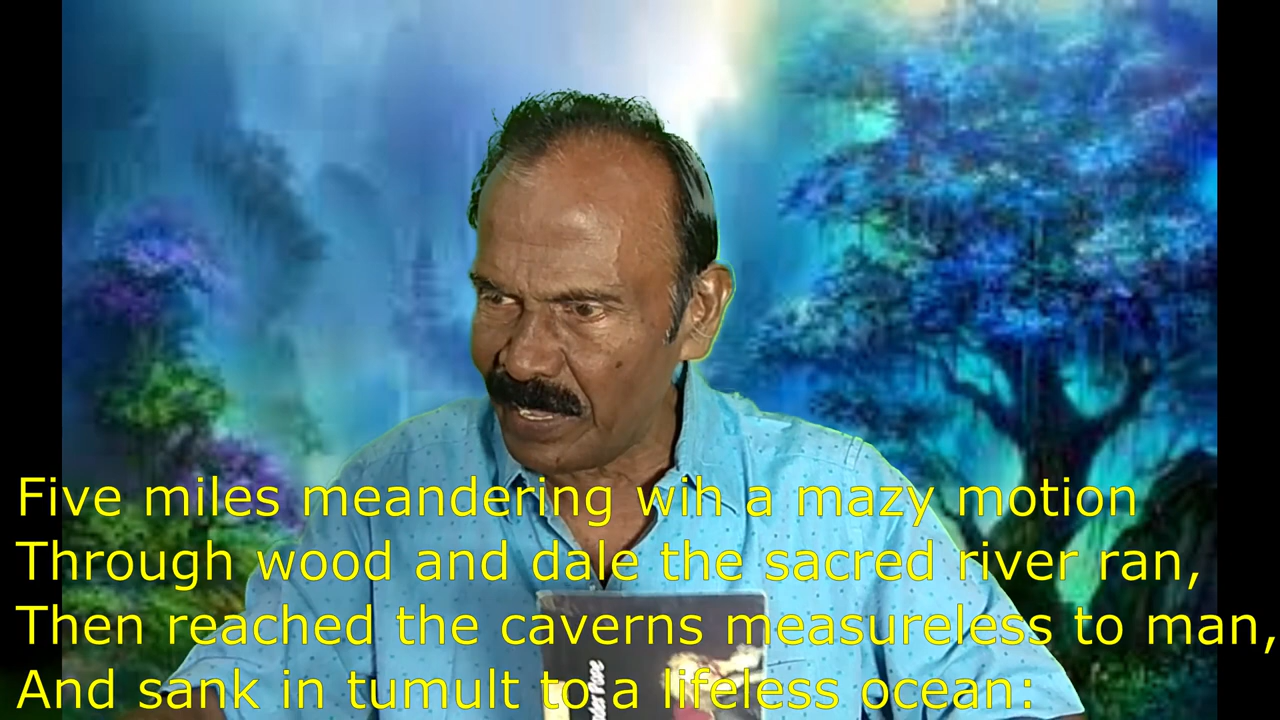 Five miles meandering wih a mazy motion
Through wood and dale the sacred river ran,
Then reached the caverns measureless to man,
And sank in tumult to a lifeless ocean: